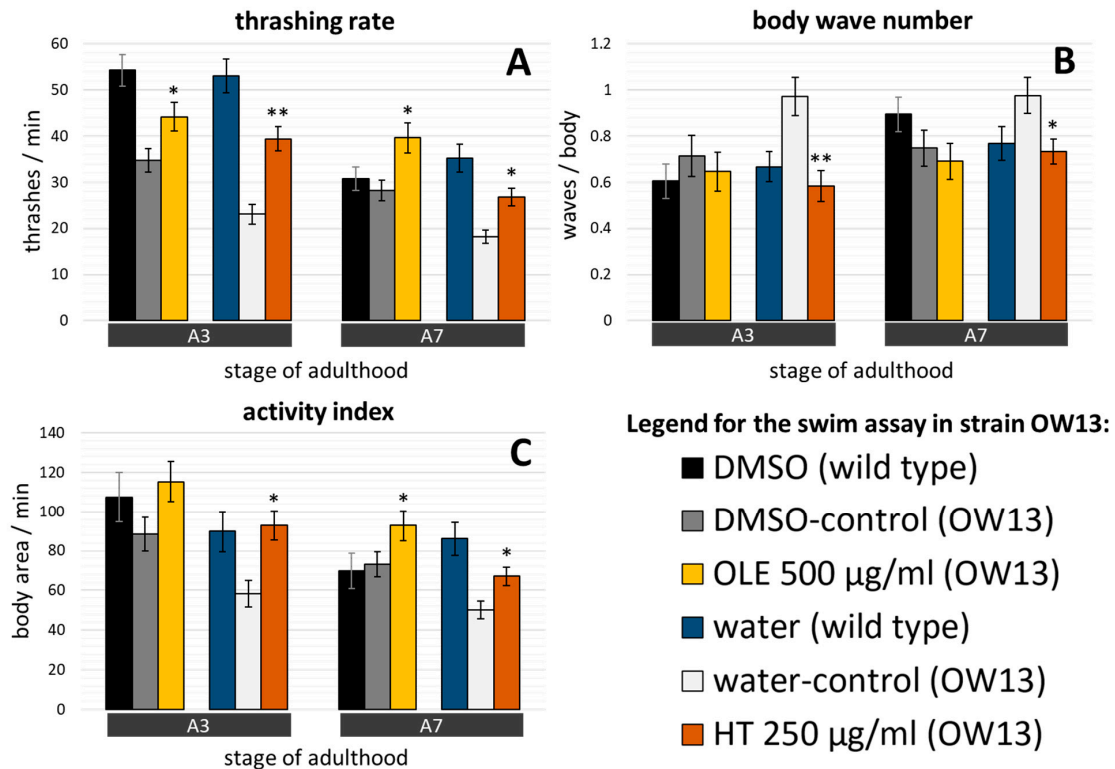 thrashing rate
A
thrashes / min
60
50
40
30
20
10
0
*
**
*
*
A3
A7
stage of adulthood
body wave number
B
waves / body
1.2
1
0.8
0.6
0.4
0.2
0
**
*
A3
A7
stage of adulthood
activity index
C
body area / min
140
120
100
80
60
40
20
0
*
*
*
A3
A7
stage of adulthood
Legend for the swim assay in strain OW13:
DMSO (wild type)
DMSO-control (OW13)
OLE 500 µg/ml (OW13)
water (wild type)
water-control (OW13)
HT 250 µg/ml (OW13)